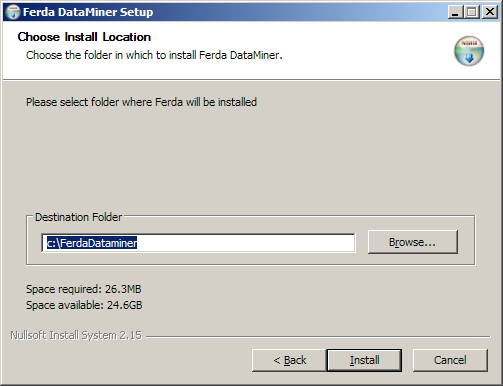 Ferda DataMiner Setup
Choose Install Location
Choose the folder in which to install Ferda DataMiner.
Please select folder where Ferda will be installed
Destination Folder
c:\FerdaDataminer
Browse...
Space required: 26.3MB
Space available: 24.6GB
Nullsoft Install System 2.15
< Back
Install
Cancel